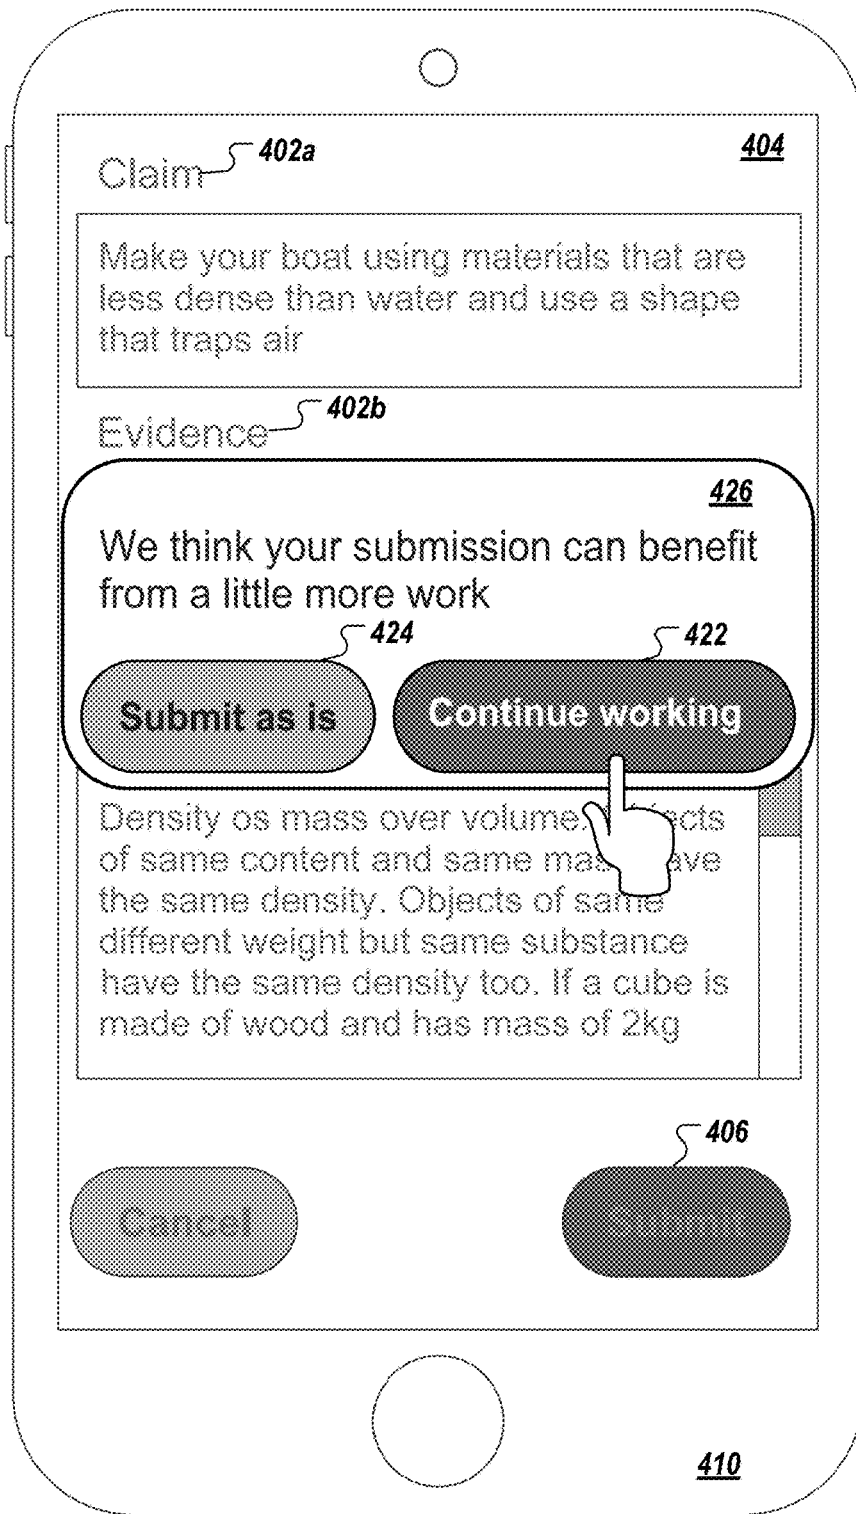 Claim 402a 404
Make your boat using materials that are
less dense than water and use a shape
that traps air
Evidence 402b
426
We think your submission can benefit
from a little more work
424 422
Submit as is Continue working
Density os mass over volume.
of same content and same
the same density. Objects of same
different weight but same substance
have the same density too. If a cube is
made of wood and has mass of 2kg
406
Cancel Submit
410